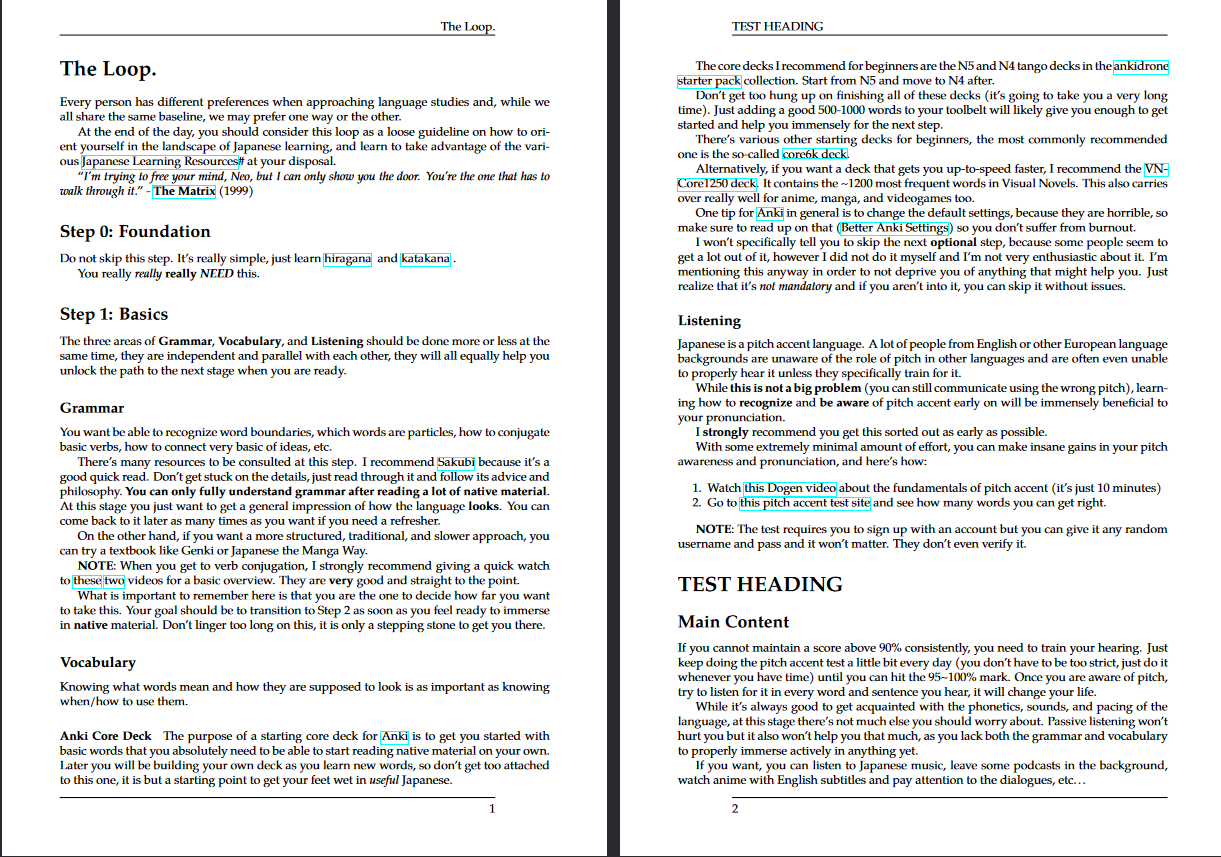 The Loop.
The Loop.
Every person has different preferences when approaching language studies and, while we
all share the same baseline, we may prefer one way or the other.
At the end of the day, you should consider this loop as a loose guideline on how to ori-
ent yourself in the landscape of Japanese learning, and learn to take advantage of the vari-
ous Japanese Learning Resources# at your disposal.
“I'm trying to free your mind, Neo, but I can only show you the door. You're the one that has to
walk through it.” - The Matrix (1999)
Step 0: Foundation
Do not skip this step. It's really simple, just learn hiragana and katakana .
You really really really NEED this.
Step 1: Basics
The three areas of Grammar, Vocabulary, and Listening should be done more or less at the
same time, they are independent and parallel with each other, they will all equally help you
unlock the path to the next stage when you are ready.
Grammar
You want be able to recognize word boundaries, which words are particles, how to conjugate
basic verbs, how to connect very basic of ideas, etc.
There's many resources to be consulted at this step. I recommend Sakubi because it's a
good quick read. Don't get stuck on the details, just read through it and follow its advice and
philosophy. You can only fully understand grammar after reading a lot of native material.
At this stage you just want to get a general impression of how the language looks. You can
come back to it later as many times as you want if you need a refresher.
On the other hand, if you want a more structured, traditional, and slower approach, you
can try a textbook like Genki or Japanese the Manga Way.
NOTE: When you get to verb conjugation, I strongly recommend giving a quick watch
to these two videos for a basic overview. They are very good and straight to the point.
What is important to remember here is that you are the one to decide how far you want
to take this. Your goal should be to transition to Step 2 as soon as you feel ready to immerse
in native material. Don't linger too long on this, it is only a stepping stone to get you there.
Vocabulary
Knowing what words mean and how they are supposed to look is as important as knowing
when/how to use them.
Anki Core Deck The purpose of a starting core deck for Anki is to get you started with
basic words that you absolutely need to be able to start reading native material on your own.
Later you will be building your own deck as you learn new words, so don't get too attached
to this one, it is but a starting point to get your feet wet in useful Japanese.
1
TEST HEADING
The core decks I recommend for beginners are the N5 and N4 tango decks in the ankidrone
starter pack collection. Start from N5 and move to N4 after.
Don't get too hung up on finishing all of these decks (it's going to take you a very long
time). Just adding a good 500-1000 words to your toolbelt will likely give you enough to get
started and help you immensely for the next step.
There's various other starting decks for beginners, the most commonly recommended
one is the so-called core6k deck.
Alternatively, if you want a deck that gets you up-to-speed faster, I recommend the VN-
Core1250 deck. It contains the ~1200 most frequent words in Visual Novels. This also carries
over really well for anime, manga, and videogames too.
One tip for Anki in general is to change the default settings, because they are horrible, so
make sure to read up on that (Better Anki Settings) so you don't suffer from burnout.
I won't specifically tell you to skip the next optional step, because some people seem to
get a lot out of it, however I did not do it myself and I'm not very enthusiastic about it. I'm
mentioning this anyway in order to not deprive you of anything that might help you. Just
realize that it's not mandatory and if you aren't into it, you can skip it without issues.
Listening
Japanese is a pitch accent language. A lot of people from English or other European language
backgrounds are unaware of the role of pitch in other languages and are often even unable
to properly hear it unless they specifically train for it.
While this is not a big problem (you can still communicate using the wrong pitch), learn-
ing how to recognize and be aware of pitch accent early on will be immensely beneficial to
your pronunciation.
I strongly recommend you get this sorted out as early as possible.
With some extremely minimal amount of effort, you can make insane gains in your pitch
awareness and pronunciation, and here's how:
1. Watch this Dogen video about the fundamentals of pitch accent (it's just 10 minutes)
2. Go to this pitch accent test site and see how many words you can get right.
NOTE: The test requires you to sign up with an account but you can give it any random
username and pass and it won't matter. They don't even verify it.
TEST HEADING
Main Content
If you cannot maintain a score above 90% consistently, you need to train your hearing. Just
keep doing the pitch accent test a little bit every day (you don't have to be too strict, just do it
whenever you have time) until you can hit the 95~100% mark. Once you are aware of pitch,
try to listen for it in every word and sentence you hear, it will change your life.
While it's always good to get acquainted with the phonetics, sounds, and pacing of the
language, at this stage there's not much else you should worry about. Passive listening won't
hurt you but it also won't help you that much, as you lack both the grammar and vocabulary
to properly immerse actively in anything yet.
If you want, you can listen to Japanese music, leave some podcasts in the background,
watch anime with English subtitles and pay attention to the dialogues, etc…
2